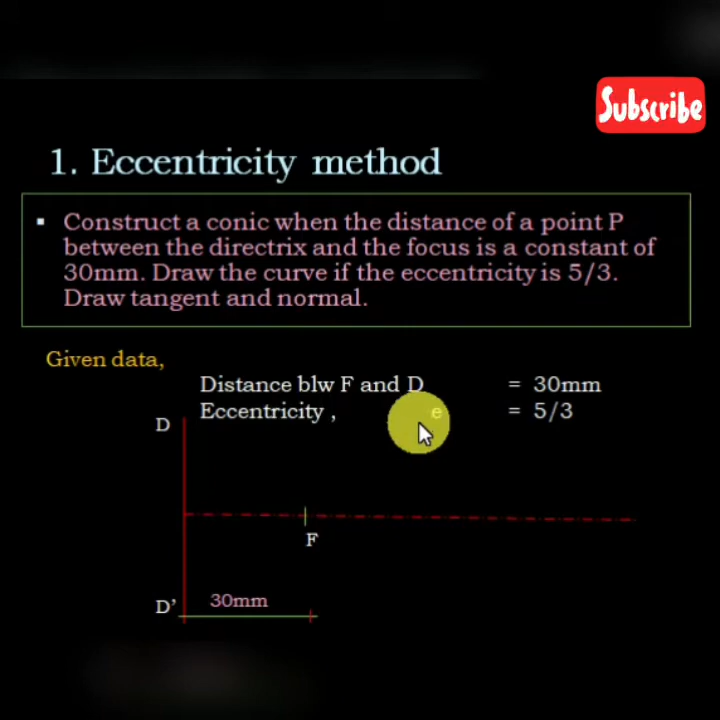 Subscribe
1. Eccentricity method
▪ Construct a conic when the distance of a point P
between the directrix and the focus is a constant of
30mm. Draw the curve if the eccentricity is 5/3.
Draw tangent and normal.
Given data,
Distance blw F and D = 30mm
Eccentricity , e = 5/3
D
F
D’
30mm